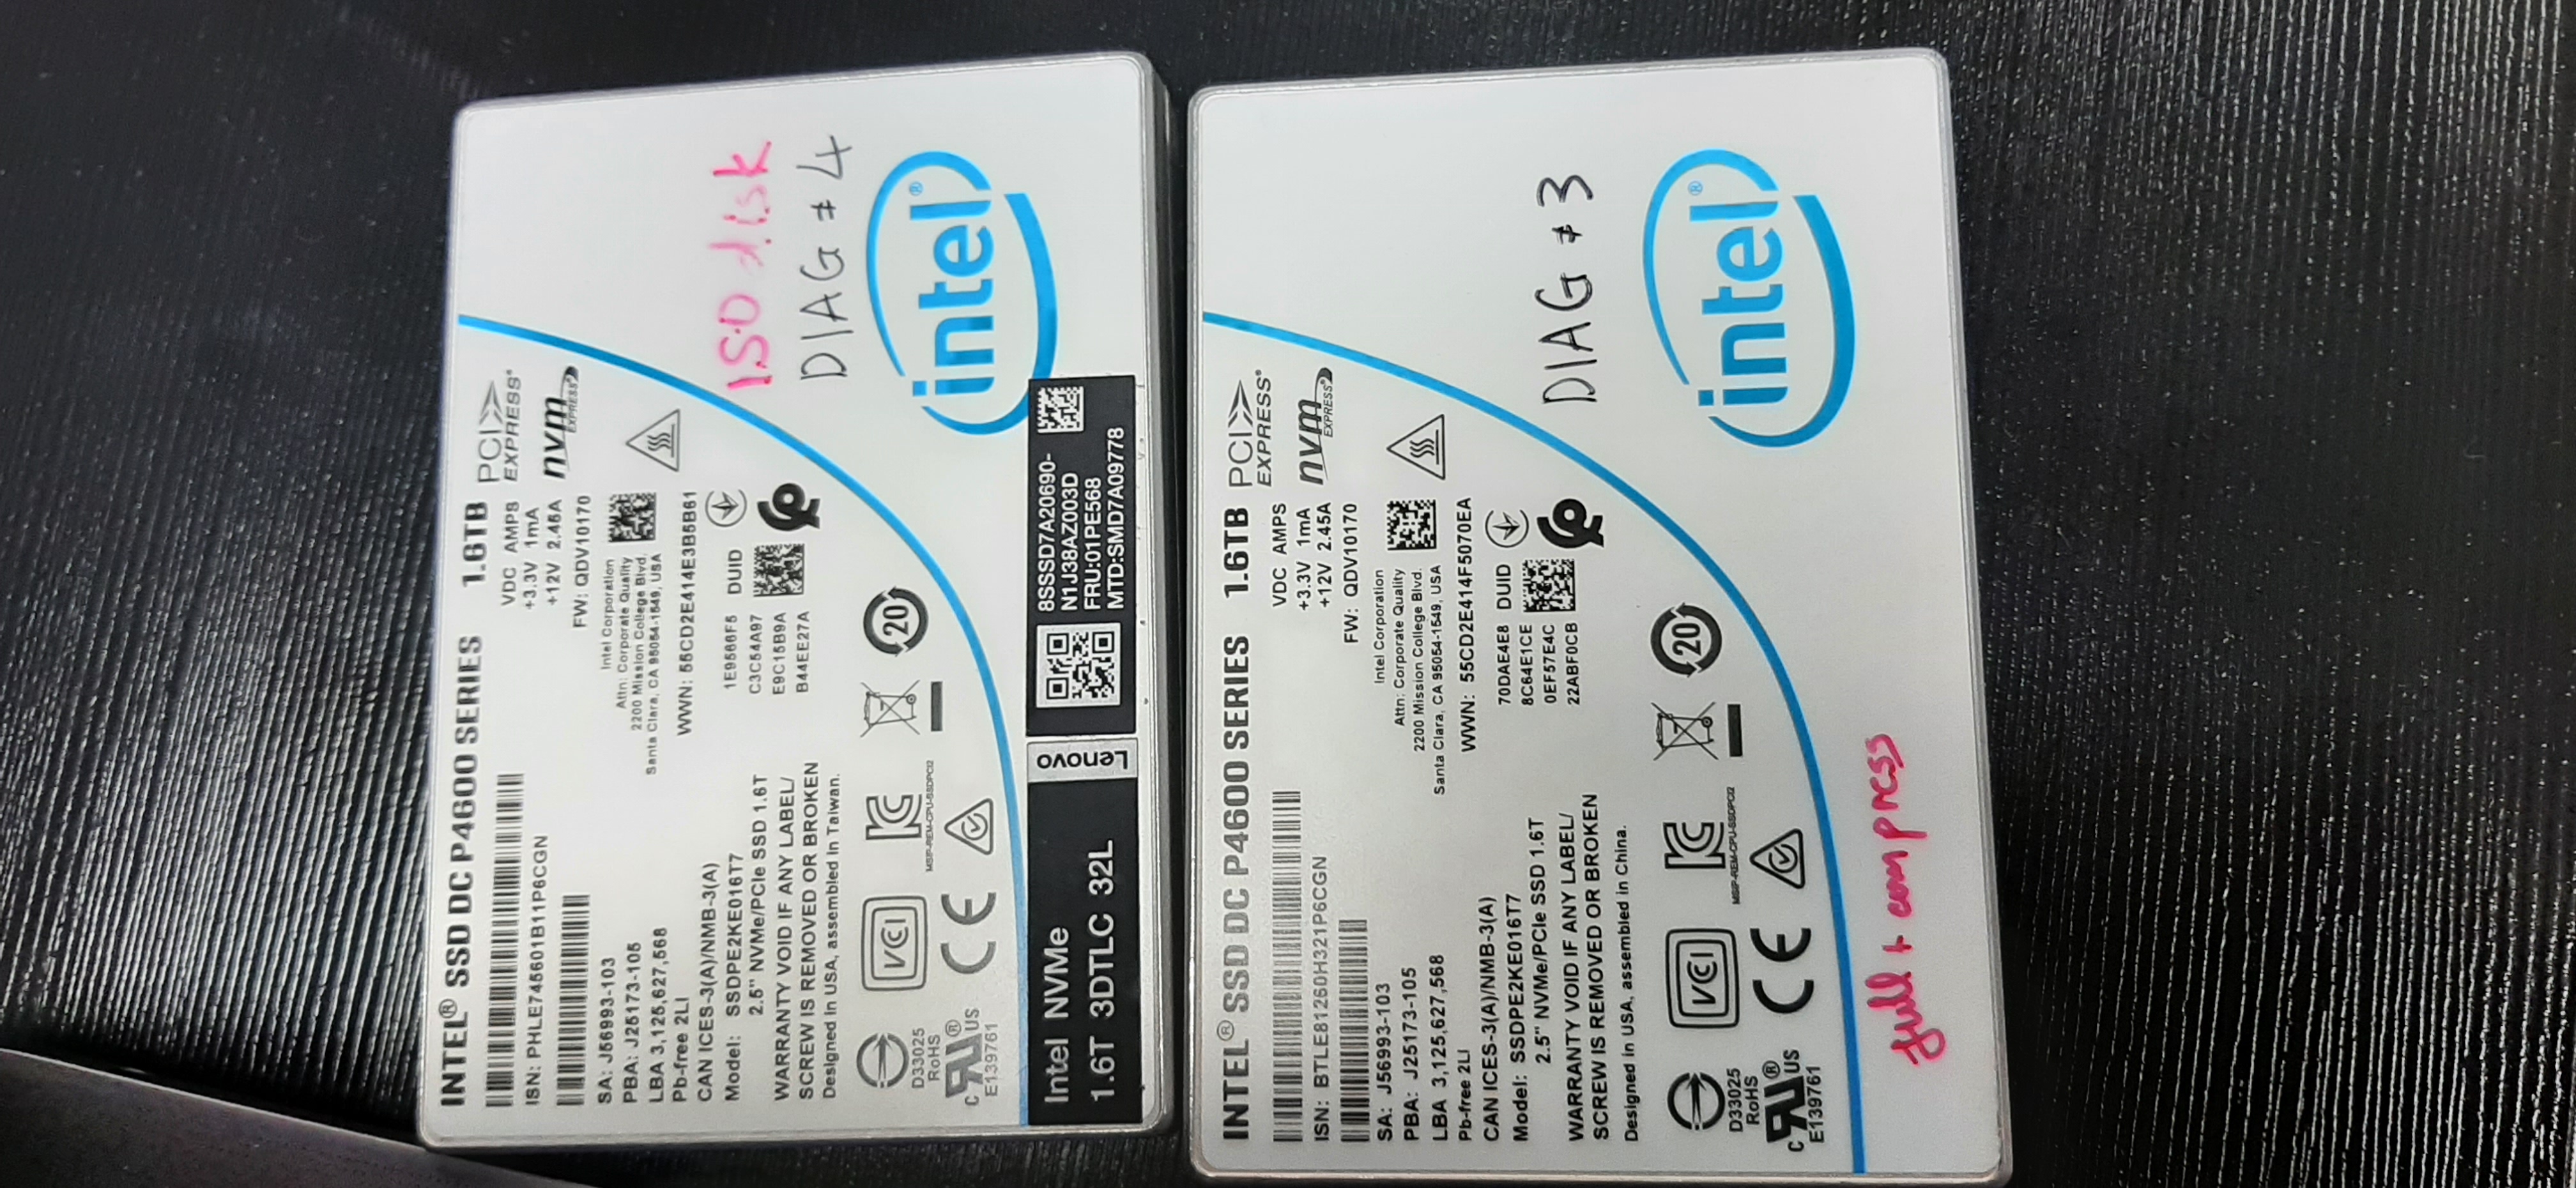 INTEL® SSD DC P4600 SERIES 1.6TB
PCI EXPRESS®
VDC AMPS
+3.3V 1mA
+12V 2.45A
nvm EXPRESS
ISN: PHLE745601B11P6CGN
FW: QDV10170
SA: J56993-103
PBA: J25173-105
LBA 3,125,627,568
Pb-free 2LI
CAN ICES-3(A)/NMB-3(A)
Model: SSDPE2KE016T7
2.5" NVMe/PCIe SSD 1.6T
WARRANTY VOID IF ANY LABEL/
SCREW IS REMOVED OR BROKEN
Designed in USA, assembled in Taiwan.
Intel Corporation
Attn: Corporate Quality
2200 Mission College Blvd.
Santa Clara, CA 95054-1549, USA
WWN: 55CD2E414E3B5B61
1E9566F5 DUID
C3C54A97
E9C15B9A
B44EE27A
ISO disk
DIAG #4
D33025
RoHS
VCI
KC
MSIP-REM-CPU-SSDPCI2
20
c RU® US
E139761
CE
intel®
Intel NVMe
1.6T 3DTLC 32L
Lenovo
8SSSD7A20690-
N1J38AZ003D
FRU:01PE568
MTD:SMD7A09778
INTEL® SSD DC P4600 SERIES 1.6TB
PCI EXPRESS®
VDC AMPS
+3.3V 1mA
+12V 2.45A
nvm EXPRESS
ISN: BTLE81260H321P6CGN
FW: QDV10170
SA: J56993-103
PBA: J25173-105
LBA 3,125,627,568
Pb-free 2LI
CAN ICES-3(A)/NMB-3(A)
Model: SSDPE2KE016T7
2.5" NVMe/PCIe SSD 1.6T
WARRANTY VOID IF ANY LABEL/
SCREW IS REMOVED OR BROKEN
Designed in USA, assembled in China.
Intel Corporation
Attn: Corporate Quality
2200 Mission College Blvd.
Santa Clara, CA 95054-1549, USA
WWN: 55CD2E414F5070EA
70DAE4E8 DUID
8C64E1CE
0EF57E4C
22ABF0CB
DIAG #3
D33025
RoHS
VCI
KC
MSIP-REM-CPU-SSDPCI2
20
c RU® US
E139761
CE
intel®
full + compress